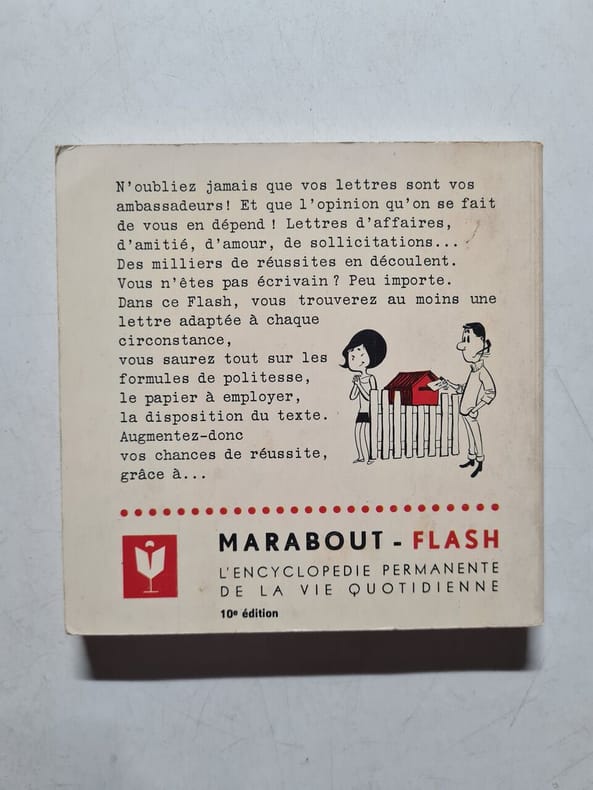 N'oubliez jamais que vos lettres sont vos
ambassadeurs! Et que l'opinion qu'on se fait
de vous en dépend! Lettres d'affaires,
d'amitié, d'amour, de sollicitations...
Des milliers de réussites en découlent.
Vous n'êtes pas écrivain? Peu importe.
Dans ce Flash, vous trouverez au moins une
lettre adaptée à chaque
circonstance,
vous saurez tout sur les
formules de politesse,
le papier à employer,
la disposition du texte.
Augmentez-donc
vos chances de réussite,
grâce à...
MARABOUT - FLASH
L'ENCYCLOPEDIE PERMANENTE
DE LA VIE QUOTIDIENNE
10e édition